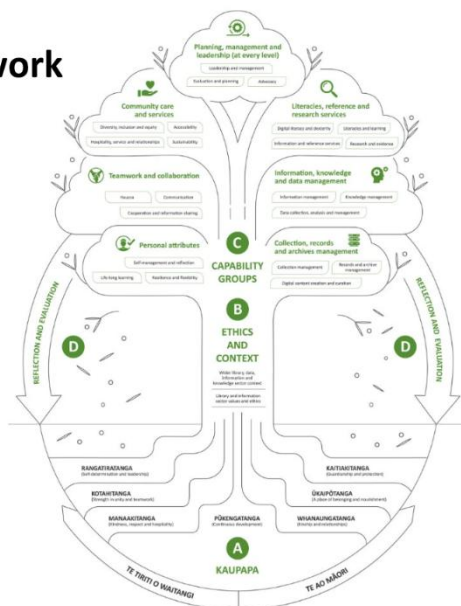 work
Planning, management and
leadership (at every level)
Leadership and management
Evaluation and planning
Advocacy
Community care
and services
Diversity, inclusion and equity
Accessibility
Hospitality, service and relationships
Sustainability
Literacies, reference and
research services
Digital literacy and dexterity
Literacies and learning
Information and reference services
Research and resilience
Teamwork and collaboration
Communication
Cooperation and information sharing
Information, knowledge
and data management
Information management
Knowledge management
Data collection, analysis and management
Personal attributes
Self-management and reflection
Life-long learning
Resilience and flexibility
Collection, records
and archives management
Collection management
Records and archive
management
Digital content creation and curation
C
CAPABILITY
GROUPS
B
ETHICS
AND
CONTEXT
Wider library, data,
information and
knowledge sector context
Library and information
sector values and ethics
REFLECTION AND EVALUATION
D
REFLECTION AND EVALUATION
D
RANGATIRATANGA
(Self-determination and leadership)
KAITIAKITANGA
(Guardianship and protection)
KOTAHITANGA
(Strength in unity and teamwork)
ŪKAIPŌTANGA
(A place of belonging and nourishment)
MANAAKITANGA
(Kindness, respect and hospitality)
PŪKENGATANGA
(Continuous development)
WHANAUNGATANGA
(Kinship and relationships)
A
KAUPAPA
TE TIRITI O WAITANGI
TE AO MĀORI